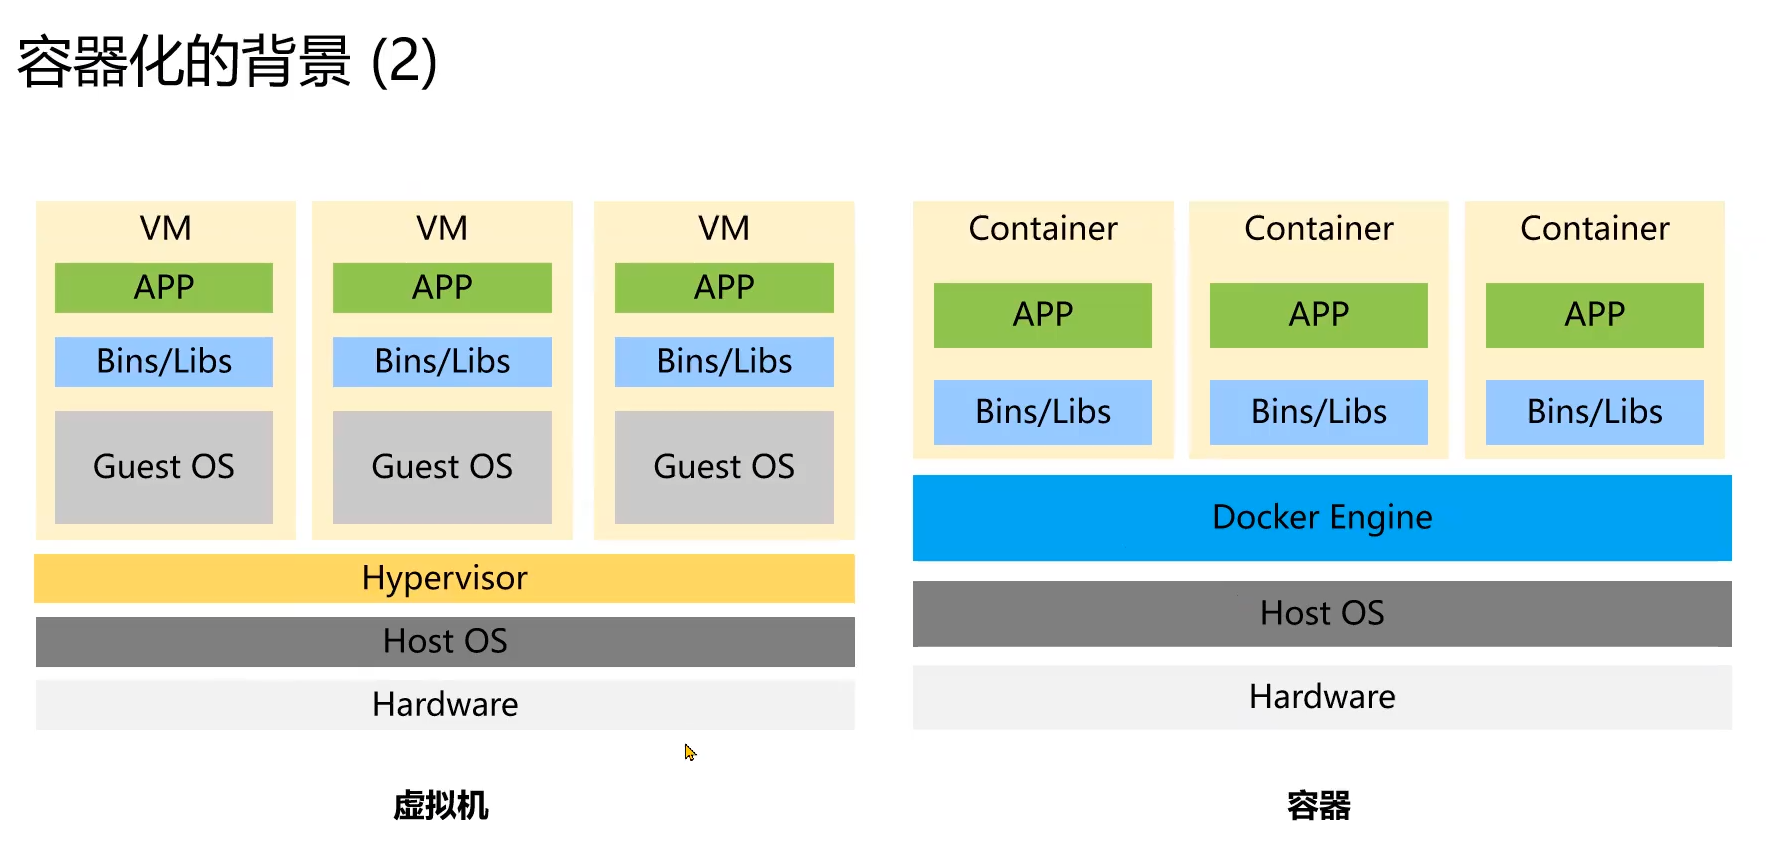 容器化的背景 (2)
VM
APP
Bins/Libs
Guest OS
VM
APP
Bins/Libs
Guest OS
VM
APP
Bins/Libs
Guest OS
Hypervisor
Host OS
Hardware
虚拟机
Container
APP
Bins/Libs
Container
APP
Bins/Libs
Container
APP
Bins/Libs
Docker Engine
Host OS
Hardware
容器